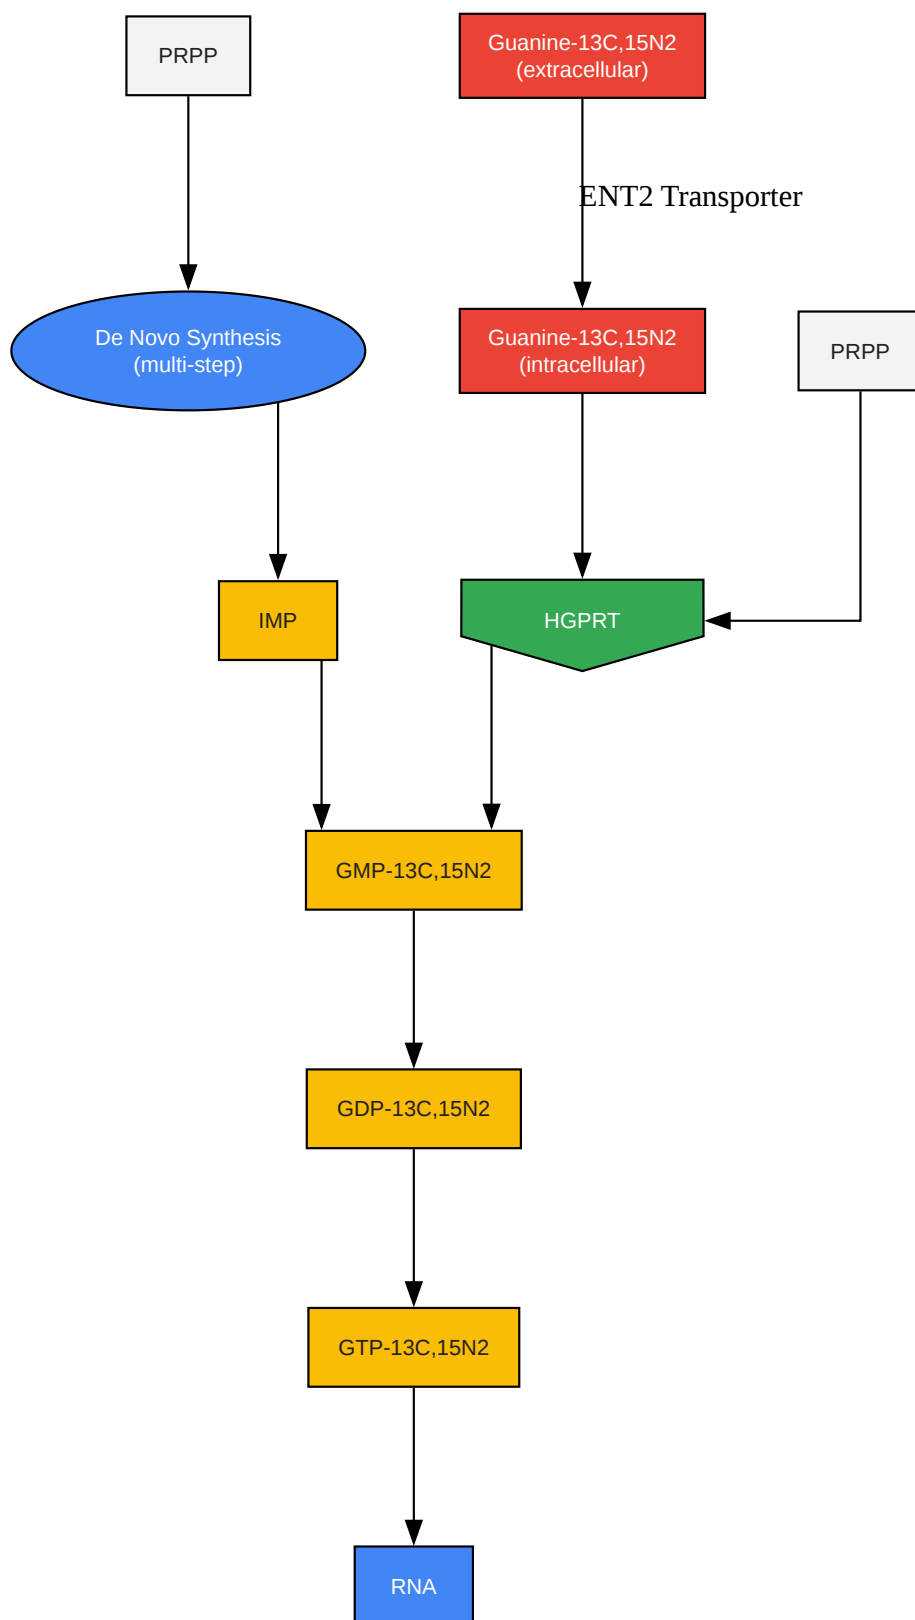 PRPP
Guanine-13C,15N2
(extracellular)
ENT2 Transporter
De Novo Synthesis
(multi-step)
Guanine-13C,15N2
(intracellular)
PRPP
IMP
HGPRT
GMP-13C,15N2
GDP-13C,15N2
GTP-13C,15N2
RNA